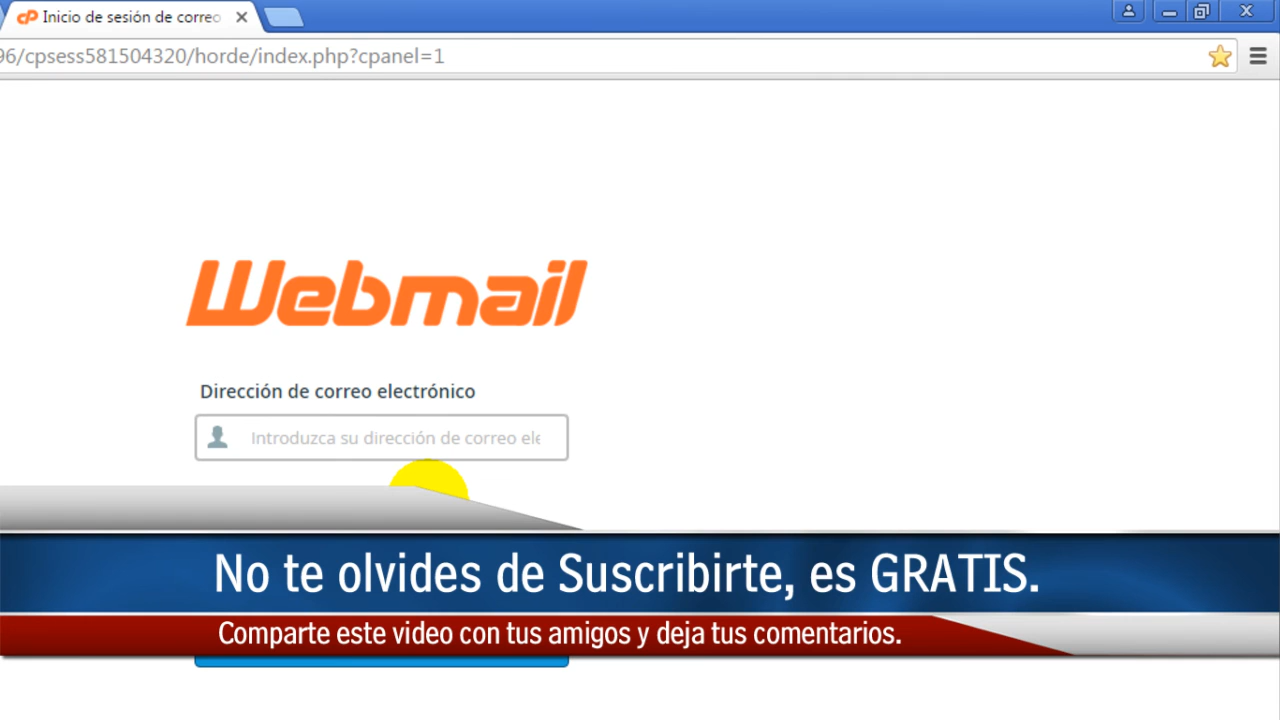 cP Inicio de sesión de correo
96/cpsess581504320/horde/index.php?cpanel=1
Webmail
Dirección de correo electrónico
Introduzca su dirección de correo ele
No te olvides de Suscribirte, es GRATIS.
Comparte este video con tus amigos y deja tus comentarios.